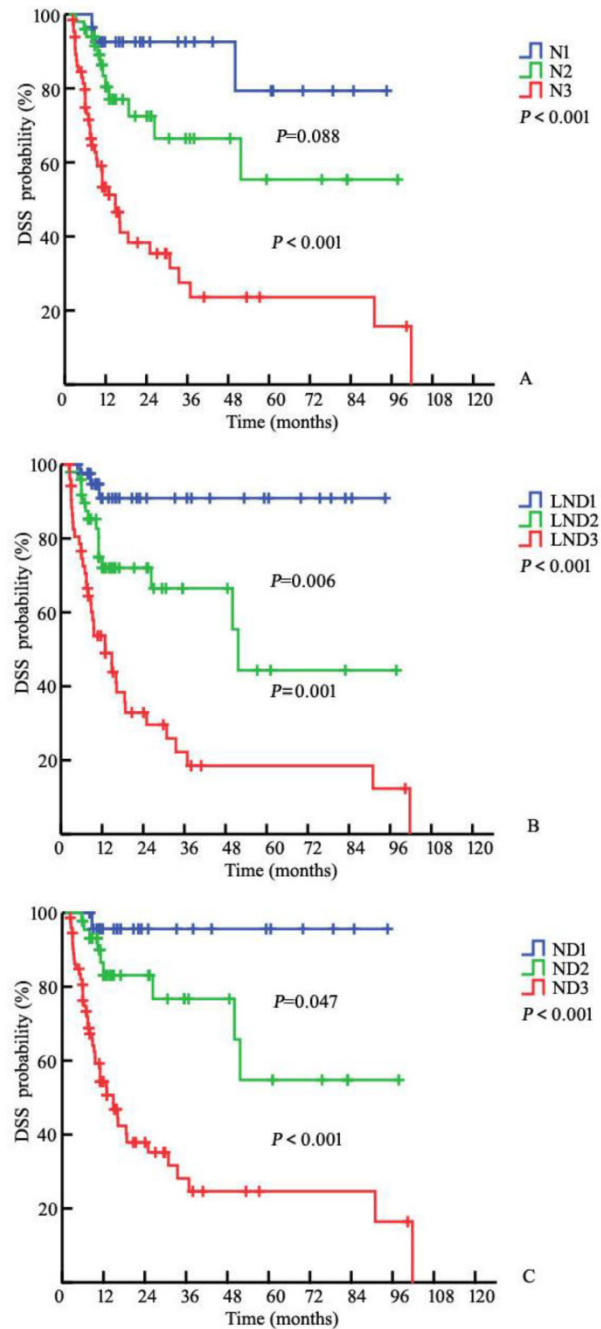 100
80
60
40
20
DSS probability (%)
N1
N2
N3
P < 0.001
P=0.088
P < 0.001
0 12 24 36 48 60 72 84 96 108 120
Time (months)
A
100
80
60
40
20
DSS probability (%)
LND1
LND2
LND3
P < 0.001
P=0.006
P=0.001
0 12 24 36 48 60 72 84 96 108 120
Time (months)
B
100
80
60
40
20
DSS probability (%)
ND1
ND2
ND3
P < 0.001
P=0.047
P < 0.001
0 12 24 36 48 60 72 84 96 108 120
Time (months)
C